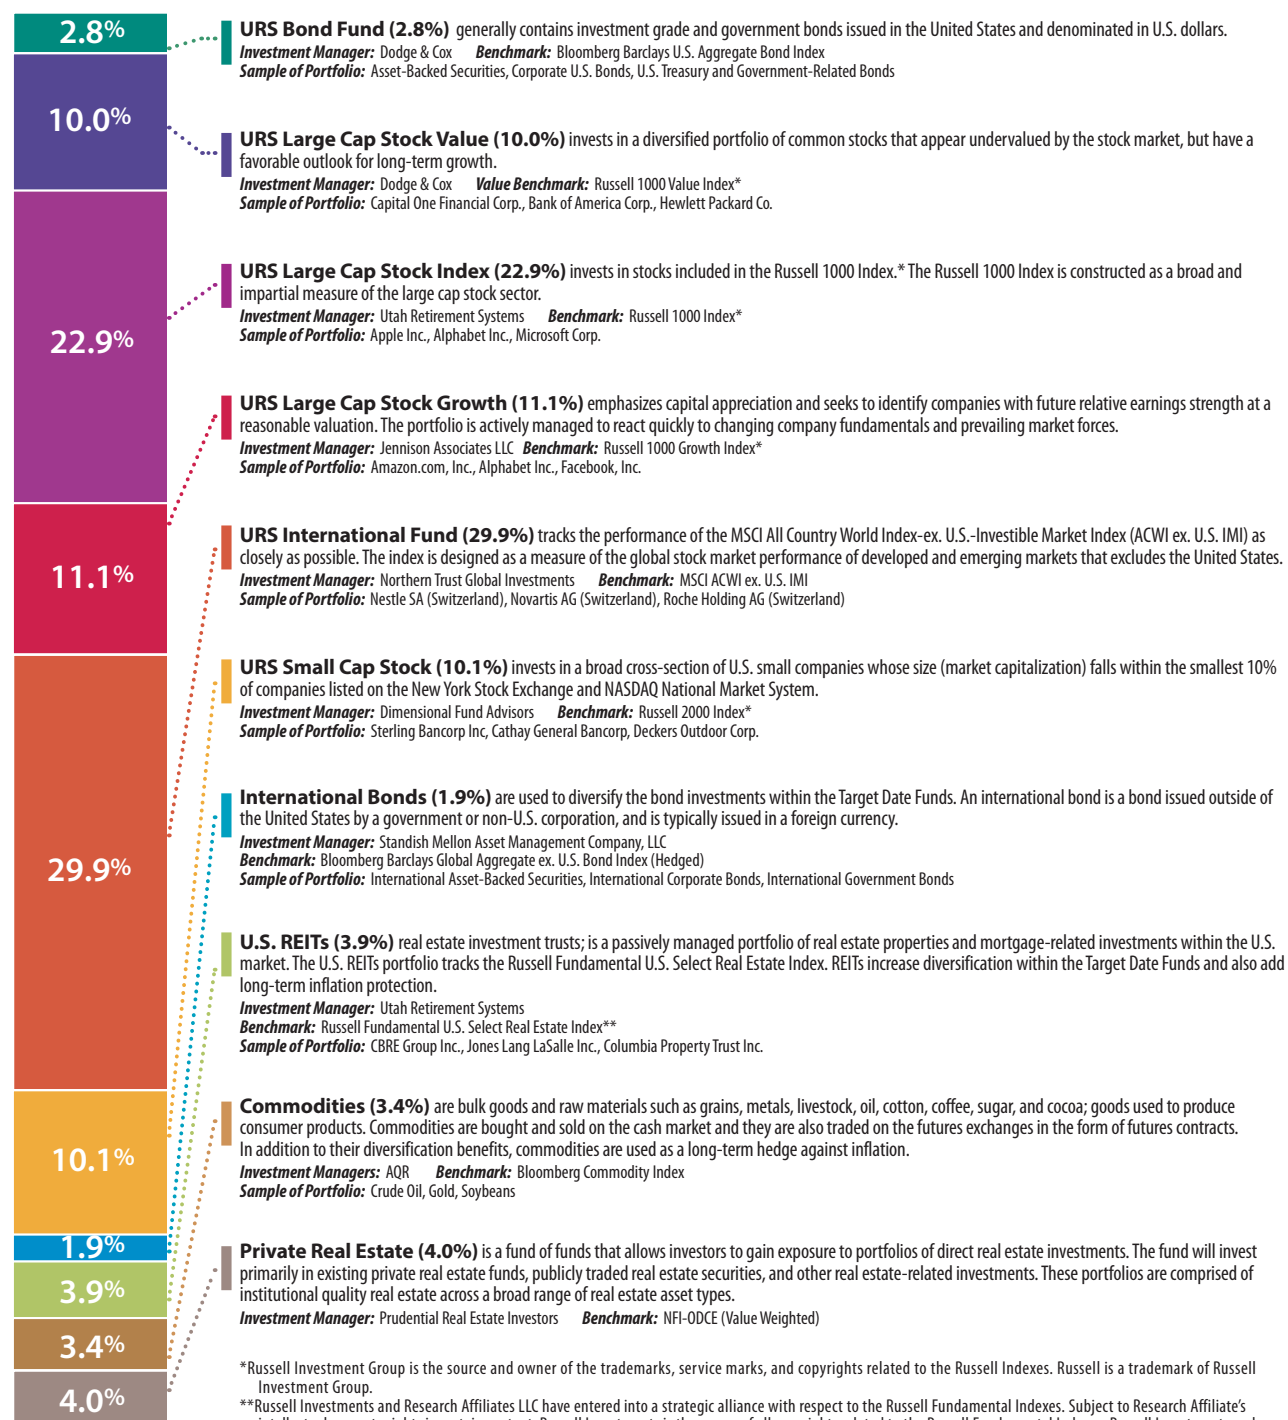 2.8%
10.0%
22.9%
11.1%
29.9%
10.1%
1.9%
3.9%
3.4%
4.0%
URS Bond Fund (2.8%) generally contains investment grade and government bonds issued in the United States and denominated in U.S. dollars.
Investment Manager: Dodge & Cox Benchmark: Bloomberg Barclays U.S. Aggregate Bond Index
Sample of Portfolio: Asset-Backed Securities, Corporate U.S. Bonds, U.S. Treasury and Government-Related Bonds
URS Large Cap Stock Value (10.0%) invests in a diversified portfolio of common stocks that appear undervalued by the stock market, but have a
favorable outlook for long-term growth.
Investment Manager: Dodge & Cox Value Benchmark: Russell 1000 Value Index*
Sample of Portfolio: Capital One Financial Corp., Bank of America Corp., Hewlett Packard Co.
URS Large Cap Stock Index (22.9%) invests in stocks included in the Russell 1000 Index.* The Russell 1000 Index is constructed as a broad and
impartial measure of the large cap stock sector.
Investment Manager: Utah Retirement Systems Benchmark: Russell 1000 Index*
Sample of Portfolio: Apple Inc., Alphabet Inc., Microsoft Corp.
URS Large Cap Stock Growth (11.1%) emphasizes capital appreciation and seeks to identify companies with future relative earnings strength at a
reasonable valuation. The portfolio is actively managed to react quickly to changing company fundamentals and prevailing market forces.
Investment Manager: Jennison Associates LLC Benchmark: Russell 1000 Growth Index*
Sample of Portfolio: Amazon.com, Inc., Alphabet Inc., Facebook, Inc.
URS International Fund (29.9%) tracks the performance of the MSCI All Country World Index-ex. U.S.-Investible Market Index (ACWI ex. U.S. IMI) as
closely as possible. The index is designed as a measure of the global stock market performance of developed and emerging markets that excludes the United States.
Investment Manager: Northern Trust Global Investments Benchmark: MSCI ACWI ex. U.S. IMI
Sample of Portfolio: Nestle SA (Switzerland), Novartis AG (Switzerland), Roche Holding AG (Switzerland)
URS Small Cap Stock (10.1%) invests in a broad cross-section of U.S. small companies whose size (market capitalization) falls within the smallest 10%
of companies listed on the New York Stock Exchange and NASDAQ National Market System.
Investment Manager: Dimensional Fund Advisors Benchmark: Russell 2000 Index*
Sample of Portfolio: Sterling Bancorp Inc, Cathay General Bancorp, Deckers Outdoor Corp.
International Bonds (1.9%) are used to diversify the bond investments within the Target Date Funds. An international bond is a bond issued outside of
the United States by a government or non-U.S. corporation, and is typically issued in a foreign currency.
Investment Manager: Standish Mellon Asset Management Company, LLC
Benchmark: Bloomberg Barclays Global Aggregate ex. U.S. Bond Index (Hedged)
Sample of Portfolio: International Asset-Backed Securities, International Corporate Bonds, International Government Bonds
U.S. REITs (3.9%) real estate investment trusts; is a passively managed portfolio of real estate properties and mortgage-related investments within the U.S.
market. The U.S. REITs portfolio tracks the Russell Fundamental U.S. Select Real Estate Index. REITs increase diversification within the Target Date Funds and also add
long-term inflation protection.
Investment Manager: Utah Retirement Systems
Benchmark: Russell Fundamental U.S. Select Real Estate Index**
Sample of Portfolio: CBRE Group Inc., Jones Lang LaSalle Inc., Columbia Property Trust Inc.
Commodities (3.4%) are bulk goods and raw materials such as grains, metals, livestock, oil, cotton, coffee, sugar, and cocoa; goods used to produce
consumer products. Commodities are bought and sold on the cash market and they are also traded on the futures exchanges in the form of futures contracts.
In addition to their diversification benefits, commodities are used as a long-term hedge against inflation.
Investment Managers: AQR Benchmark: Bloomberg Commodity Index
Sample of Portfolio: Crude Oil, Gold, Soybeans
Private Real Estate (4.0%) is a fund of funds that allows investors to gain exposure to portfolios of direct real estate investments. The fund will invest
primarily in existing private real estate funds, publicly traded real estate securities, and other real estate-related investments. These portfolios are comprised of
institutional quality real estate across a broad range of real estate asset types.
Investment Manager: Prudential Real Estate Investors Benchmark: NFI-ODCE (Value Weighted)
*Russell Investment Group is the source and owner of the trademarks, service marks, and copyrights related to the Russell Indexes. Russell is a trademark of Russell
Investment Group.
**Russell Investments and Research Affiliates LLC have entered into a strategic alliance with respect to the Russell Fundamental Indexes. Subject to Research Affiliate's